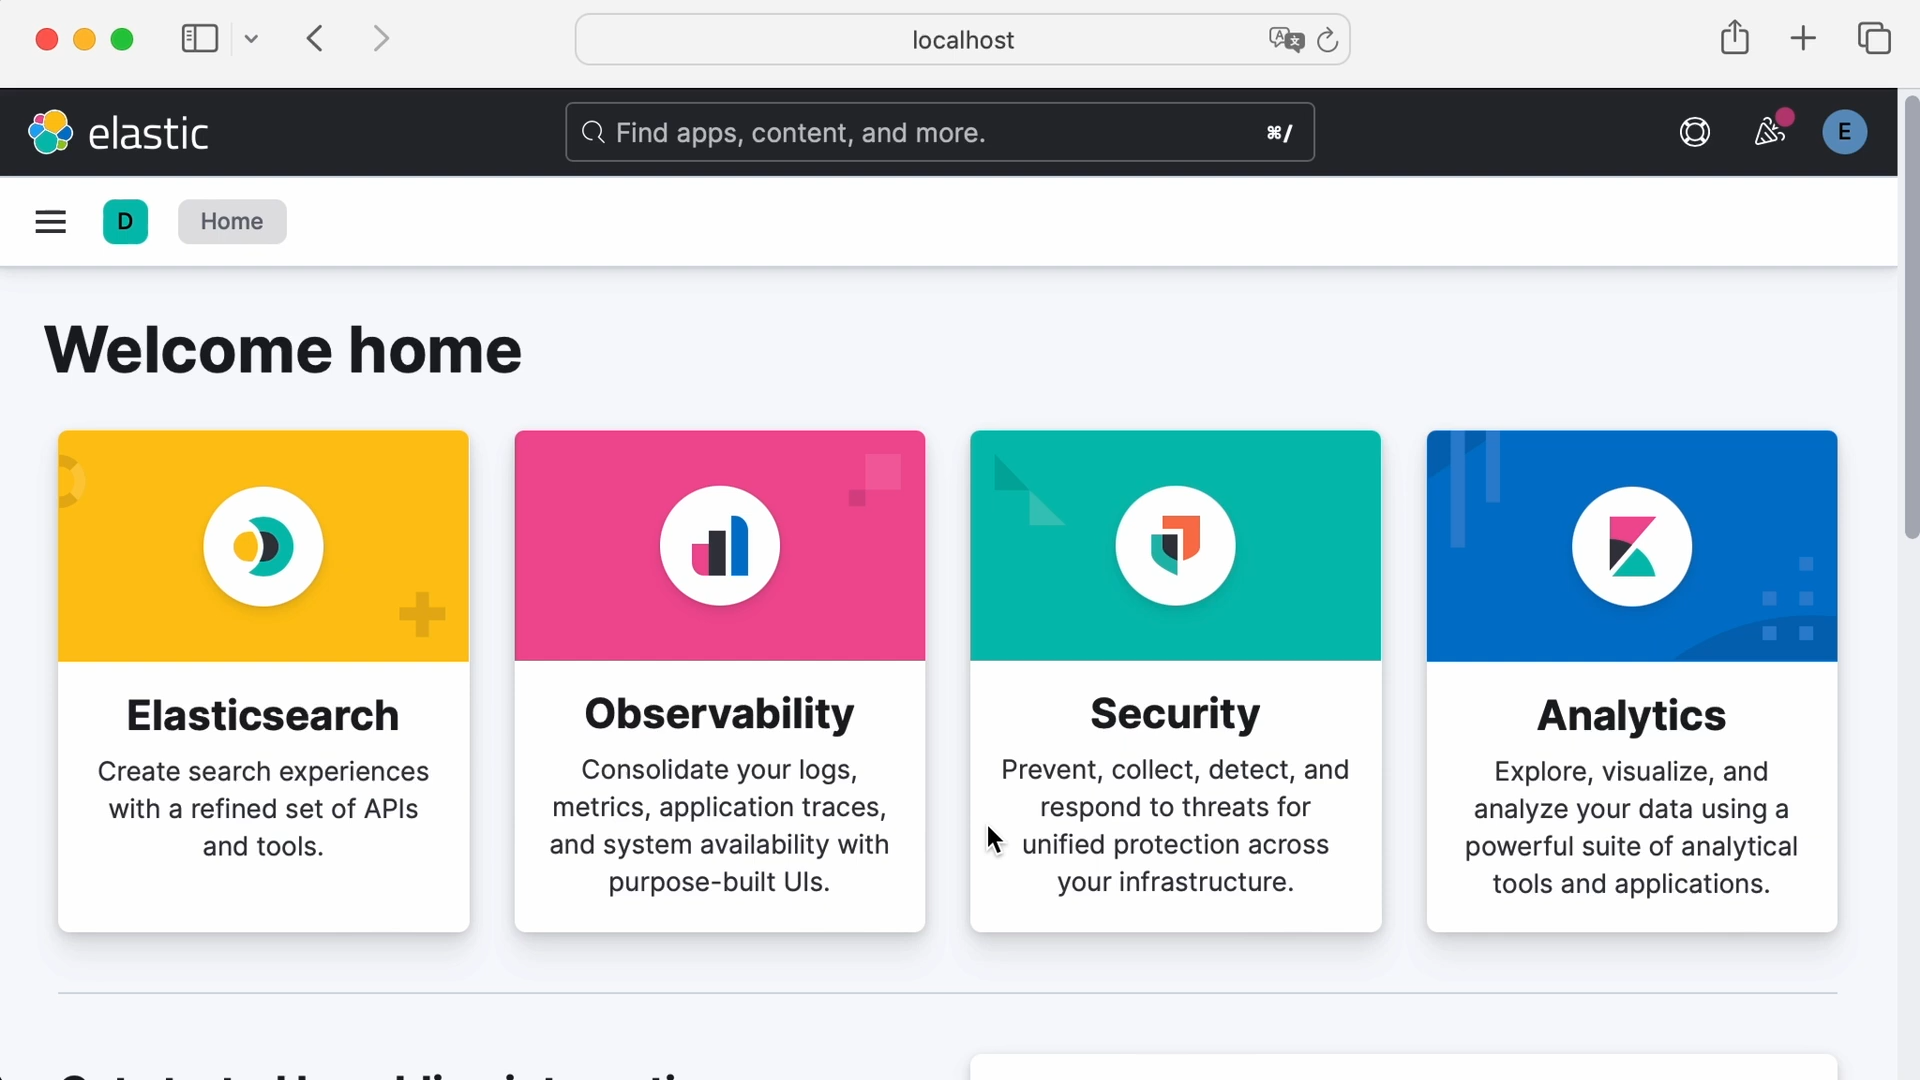 localhost
elastic
Find apps, content, and more.
⌘/
E
D
Home
Welcome home
Elasticsearch
Create search experiences
with a refined set of APIs
and tools.
Observability
Consolidate your logs,
metrics, application traces,
and system availability with
purpose-built UIs.
Security
Prevent, collect, detect, and
respond to threats for
unified protection across
your infrastructure.
Analytics
Explore, visualize, and
analyze your data using a
powerful suite of analytical
tools and applications.